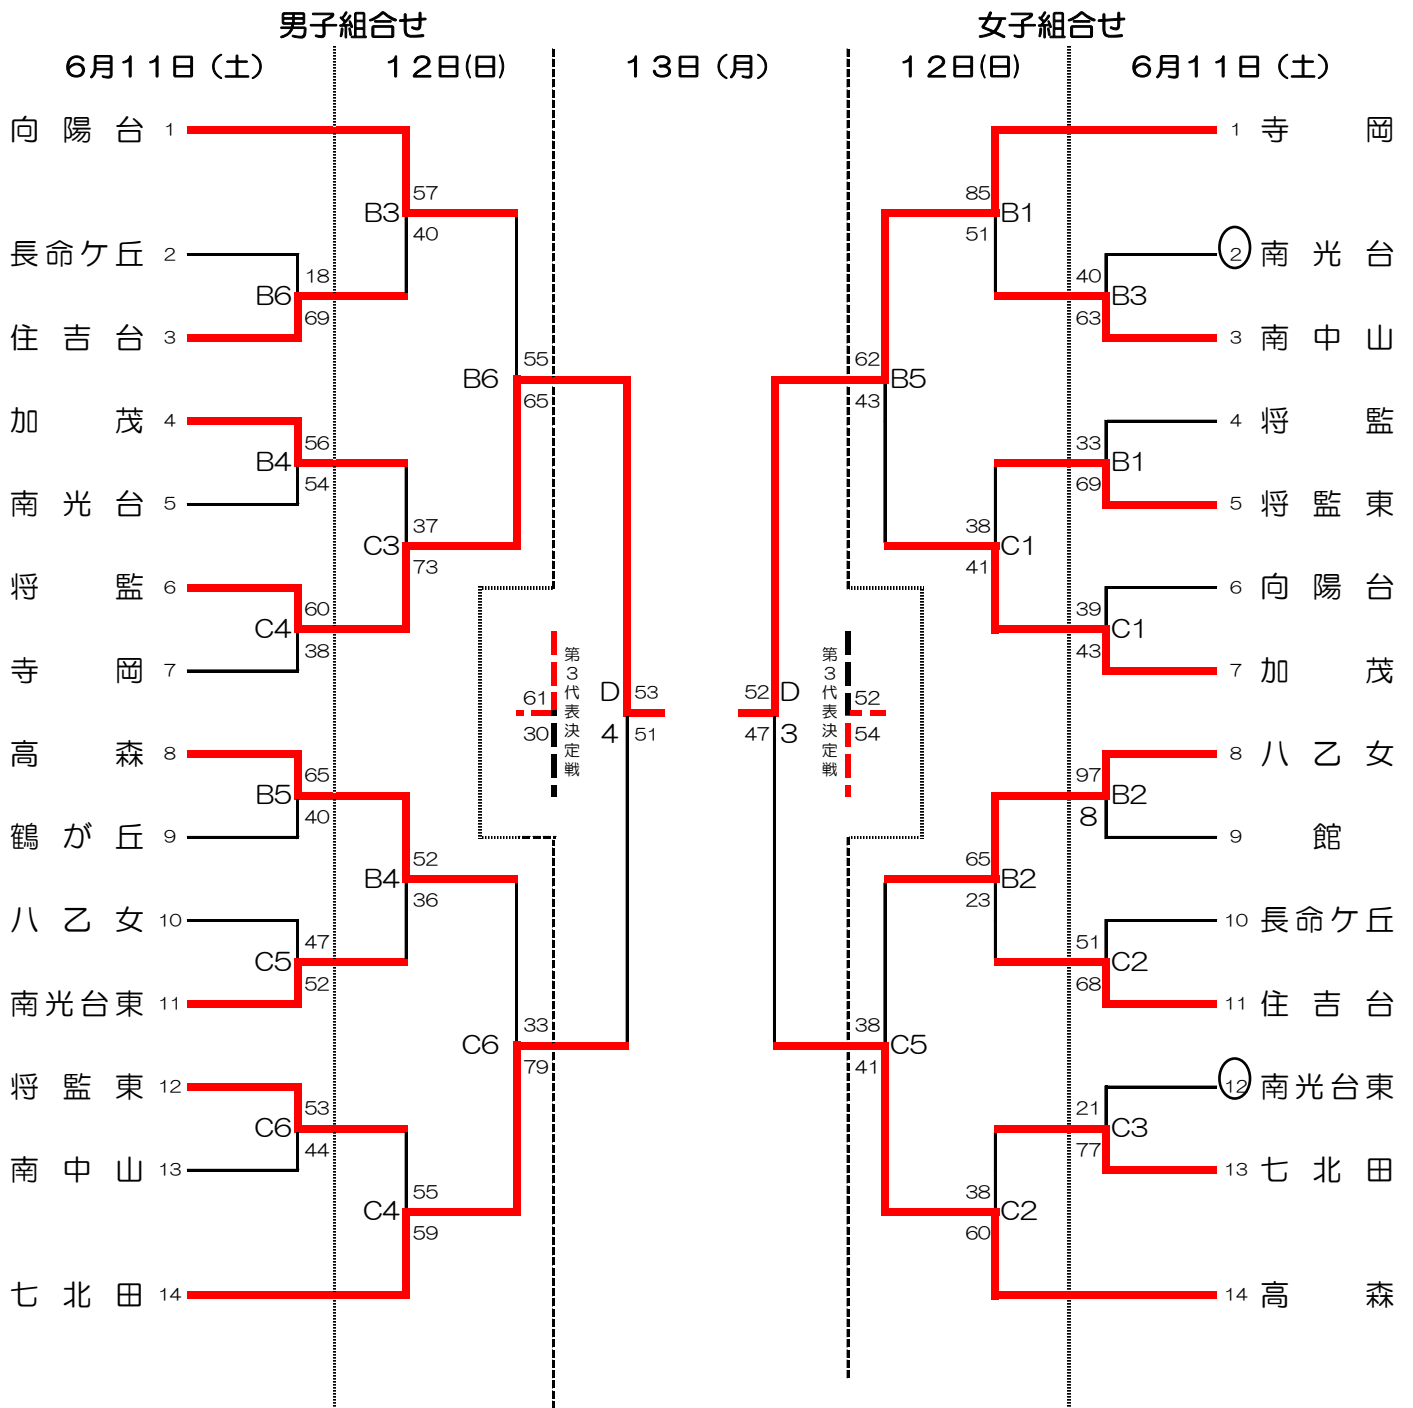 男子組合せ 女子組合せ
６月１１日（土） １２日(日) １３日（月） １２日(日) ６月１１日（土）
向陽台 1 1 寺岡
57 85
B3 B1
40 51
長命ケ丘 2 2 南光台
18 40
B6 B3
69 63
住吉台 3 3 南中山
55 62
B6 B5
65 43
加茂 4 4 将監
56 33
B4 B1
54 69
南光台 5 5 将監東
37 38
C3 C1
73 41
将監 6 6 向陽台
60 39
C4 C1
38 43
寺岡 7 7 加茂
第３代表決定戦 第３代表決定戦
61 D 53 52 D 52
30 4 51 47 3 54
高森 8 8 八乙女
65 97
B5 B2
40 8
鶴が丘 9 9 館
52 65
B4 B2
36 23
八乙女 10 10 長命ケ丘
47 51
C5 C2
52 68
南光台東 11 11 住吉台
33 38
C6 C5
79 41
将監東 12 12 南光台東
53 21
C6 C3
44 77
南中山 13 13 七北田
55 38
C4 C2
59 60
七北田 14 14 高森